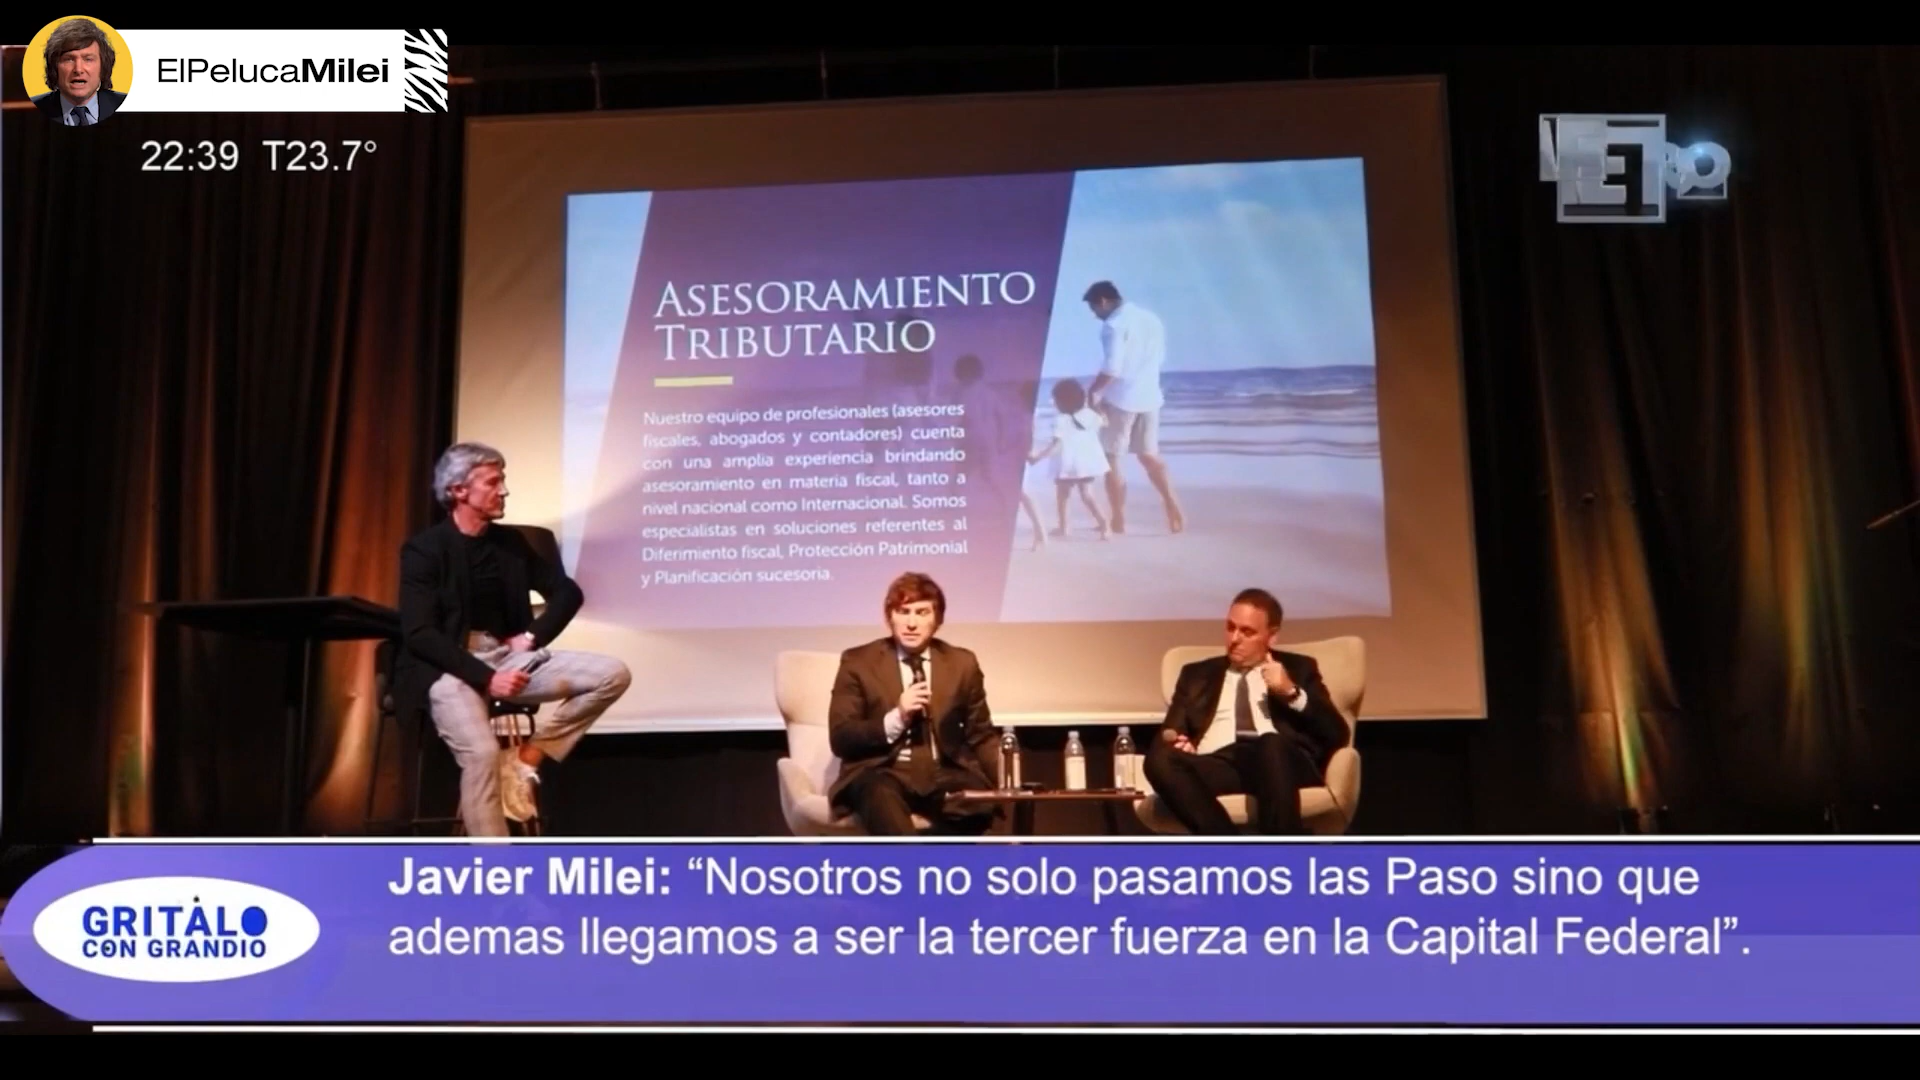 ElPelucaMilei
22:39 T23.7°
METRO
ASESORAMIENTO
TRIBUTARIO
Nuestro equipo de profesionales (asesores
fiscales, abogados y contadores) cuenta
con una amplia experiencia brindando
asesoramiento en materia fiscal, tanto a
nivel nacional como Internacional. Somos
especialistas en soluciones referentes al
Diferimiento fiscal, Protección Patrimonial
y Planificación sucesoria.
Javier Milei: “Nosotros no solo pasamos las Paso sino que
ademas llegamos a ser la tercer fuerza en la Capital Federal”.
GRITÁLO
CON GRANDIO